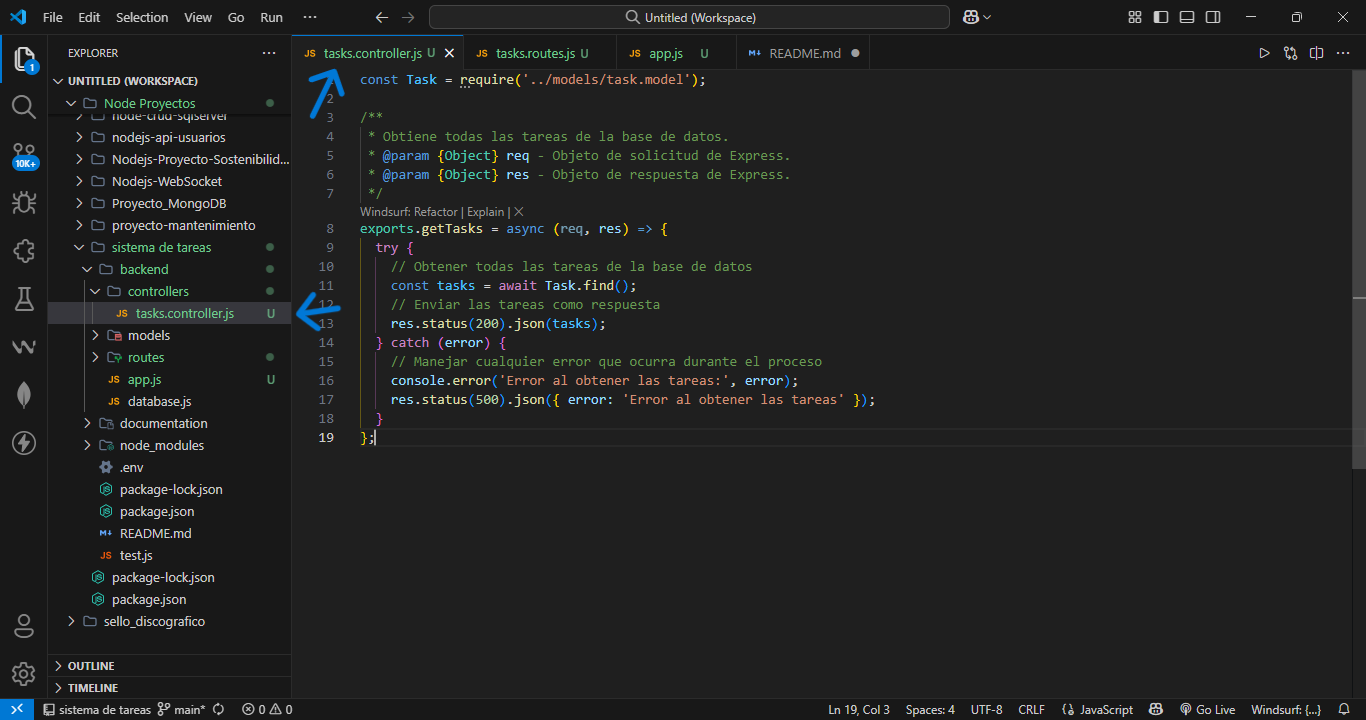 File Edit Selection View Go Run ··· Untitled (Workspace)
EXPLORER ···
UNTITLED (WORKSPACE)
Node Proyectos
node-crud-sqlserver
nodejs-api-usuarios
Nodejs-Proyecto-Sostenibilid...
Nodejs-WebSocket
Proyecto_MongoDB
proyecto-mantenimiento
sistema de tareas
backend
controllers
JS tasks.controller.js U
models
routes
JS app.js U
JS database.js
documentation
node_modules
.env
package-lock.json
package.json
README.md
JS test.js
package-lock.json
package.json
sello_discografico
OUTLINE
TIMELINE
1
10K+
JS tasks.controller.js U JS tasks.routes.js U JS app.js U README.md
const Task = require('../models/task.model');
2
3 /**
4 * Obtiene todas las tareas de la base de datos.
5 * @param {Object} req - Objeto de solicitud de Express.
6 * @param {Object} res - Objeto de respuesta de Express.
7 */
Windsurf: Refactor | Explain | X
8 exports.getTasks = async (req, res) => {
9 try {
10 // Obtener todas las tareas de la base de datos
11 const tasks = await Task.find();
12 // Enviar las tareas como respuesta
13 res.status(200).json(tasks);
14 } catch (error) {
15 // Manejar cualquier error que ocurra durante el proceso
16 console.error('Error al obtener las tareas:', error);
17 res.status(500).json({ error: 'Error al obtener las tareas' });
18 }
19 };
sistema de tareas main* 0 0 Ln 19, Col 3 Spaces: 4 UTF-8 CRLF {} JavaScript Go Live Windsurf: {...}